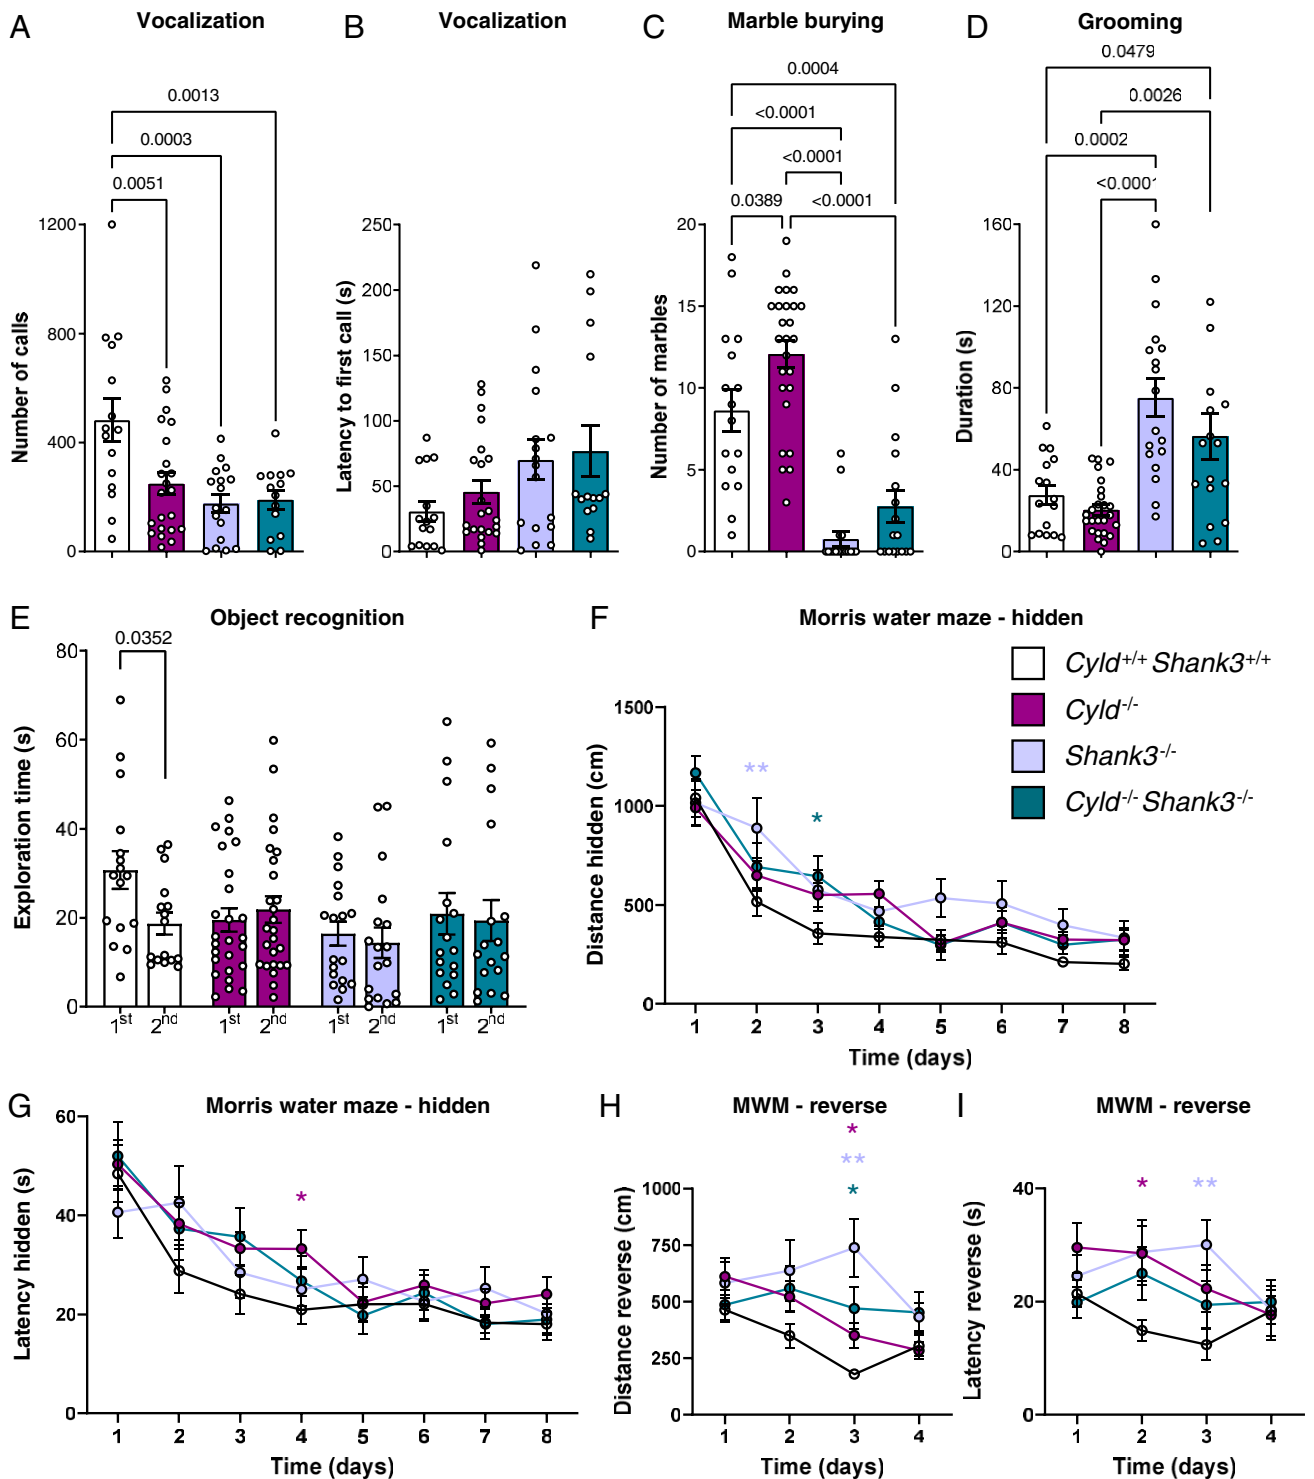 A
Vocalization
0.0013
0.0003
0.0051
Number of calls
1200
800
400
0
B
Vocalization
Latency to first call (s)
250
200
150
100
50
0
C
Marble burying
0.0004
<0.0001
<0.0001
0.0389
<0.0001
Number of marbles
20
15
10
5
0
D
Grooming
0.0479
0.0026
0.0002
<0.0001
Duration (s)
160
120
80
40
0
E
Object recognition
0.0352
Exploration time (s)
80
60
40
20
0
1st 2nd 1st 2nd 1st 2nd 1st 2nd
F
Morris water maze - hidden
Cyld+/+ Shank3+/+
Cyld-/-
Shank3-/-
Cyld-/- Shank3-/-
Distance hidden (cm)
1500
1000
500
0
**
*
1 2 3 4 5 6 7 8
Time (days)
G
Morris water maze - hidden
Latency hidden (s)
60
40
20
0
*
1 2 3 4 5 6 7 8
Time (days)
H
MWM - reverse
*
**
*
Distance reverse (cm)
1000
750
500
250
0
1 2 3 4
Time (days)
I
MWM - reverse
* **
Latency reverse (s)
40
20
0
1 2 3 4
Time (days)